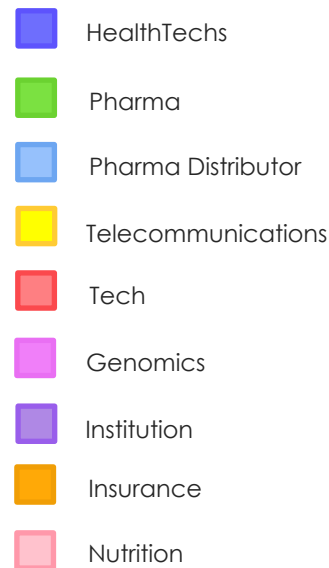 HealthTechs
Pharma
Pharma Distributor
Telecommunications
Tech
Genomics
Institution
Insurance
Nutrition